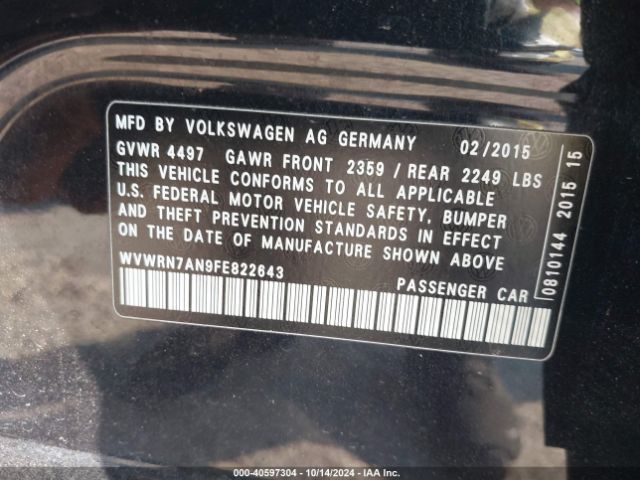 MFD BY VOLKSWAGEN AG GERMANY 02/2015
GVWR 4497 GAWR FRONT 2359 / REAR 2249 LBS
THIS VEHICLE CONFORMS TO ALL APPLICABLE
U.S. FEDERAL MOTOR VEHICLE SAFETY, BUMPER
AND THEFT PREVENTION STANDARDS IN EFFECT
ON THE DATE OF MANUFACTURE SHOWN ABOVE
WVWRN7AN9FE822643 PASSENGER CAR
0810144 2015 15
000-40597304 | 10/14/2024 - IAAI.COM